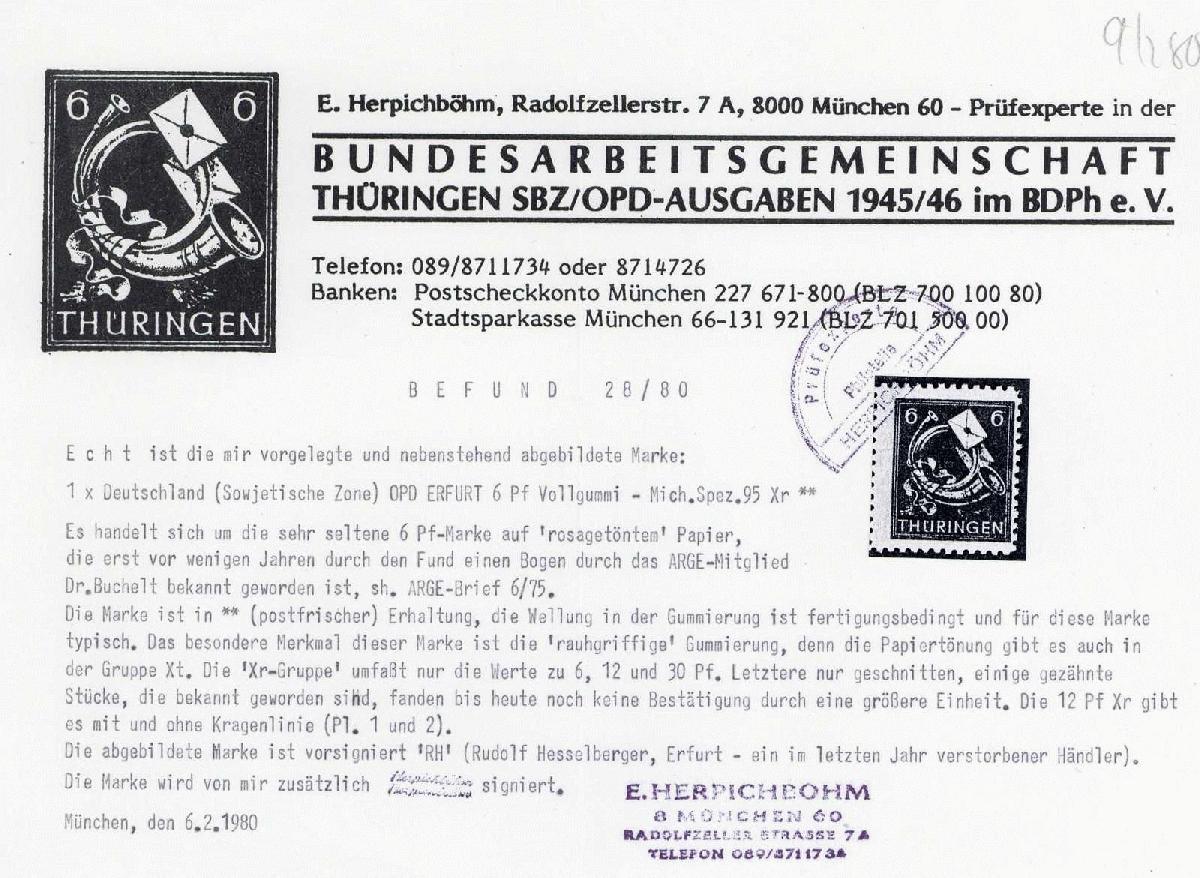 9/2 80
6 6
THÜRINGEN
E. Herpichböhm, Radolfzellerstr. 7 A, 8000 München 60 - Prüfexperte in der
BUNDESARBEITSGEMEINSCHAFT
THÜRINGEN SBZ/OPD-AUSGABEN 1945/46 im BDPh e. V.
Telefon: 089/8711734 oder 8714726
Banken: Postscheckkonto München 227 671-800 (BLZ 700 100 80)
Stadtsparkasse München 66-131 921 (BLZ 701 500 00)
Philatelie
HERPICHBÖHM
BEFUND 28/80
6 6
THÜRINGEN
Echt ist die mir vorgelegte und nebenstehend abgebildete Marke:
1 x Deutschland (Sowjetische Zone) OPD ERFURT 6 Pf Vollgummi - Mich.Spez.95 Xr **
Es handelt sich um die sehr seltene 6 Pf-Marke auf 'rosagetöntem' Papier,
die erst vor wenigen Jahren durch den Fund einen Bogen durch das ARGE-Mitglied
Dr.Buchelt bekannt geworden ist, sh. ARGE-Brief 6/75.
Die Marke ist in ** (postfrischer) Erhaltung, die Wellung in der Gummierung ist fertigungsbedingt und für diese Marke
typisch. Das besondere Merkmal dieser Marke ist die 'rauhgriffige' Gummierung, denn die Papiertönung gibt es auch in
der Gruppe Xt. Die 'Xr-Gruppe' umfaßt nur die Werte zu 6, 12 und 30 Pf. Letztere nur geschnitten, einige gezähnte
Stücke, die bekannt geworden sind, fanden bis heute noch keine Bestätigung durch eine größere Einheit. Die 12 Pf Xr gibt
es mit und ohne Kragenlinie (Pl. 1 und 2).
Die abgebildete Marke ist vorsigniert 'RH' (Rudolf Hesselberger, Erfurt - ein im letzten Jahr verstorbener Händler).
Die Marke wird von mir zusätzlich signiert.
München, den 6.2.1980
E.HERPICHBOHM
8 MÜNCHEN 60
RADOLFZELLER STRASSE 7A
TELEFON 089/8711734